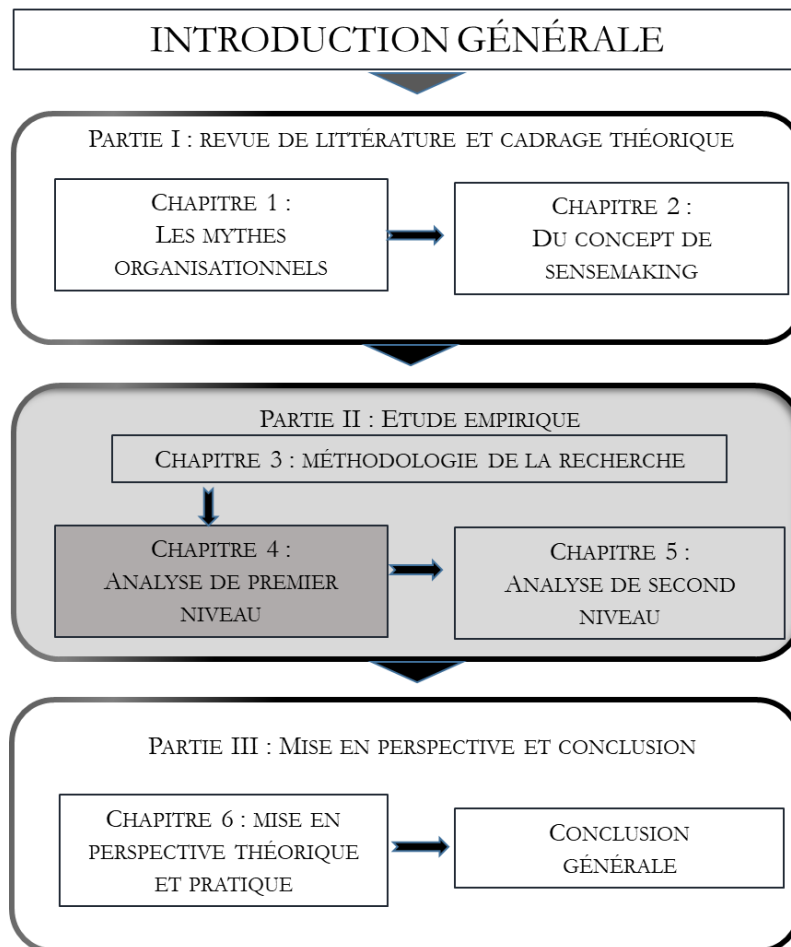 INTRODUCTION GÉNÉRALE
PARTIE I : REVUE DE LITTÉRATURE ET CADRAGE THÉORIQUE
CHAPITRE 1 :
LES MYTHES
ORGANISATIONNELS
CHAPITRE 2 :
DU CONCEPT DE
SENSEMAKING
PARTIE II : ETUDE EMPIRIQUE
CHAPITRE 3 : MÉTHODOLOGIE DE LA RECHERCHE
CHAPITRE 4 :
ANALYSE DE PREMIER
NIVEAU
CHAPITRE 5 :
ANALYSE DE SECOND
NIVEAU
PARTIE III : MISE EN PERSPECTIVE ET CONCLUSION
CHAPITRE 6 : MISE EN
PERSPECTIVE THÉORIQUE
ET PRATIQUE
CONCLUSION
GÉNÉRALE